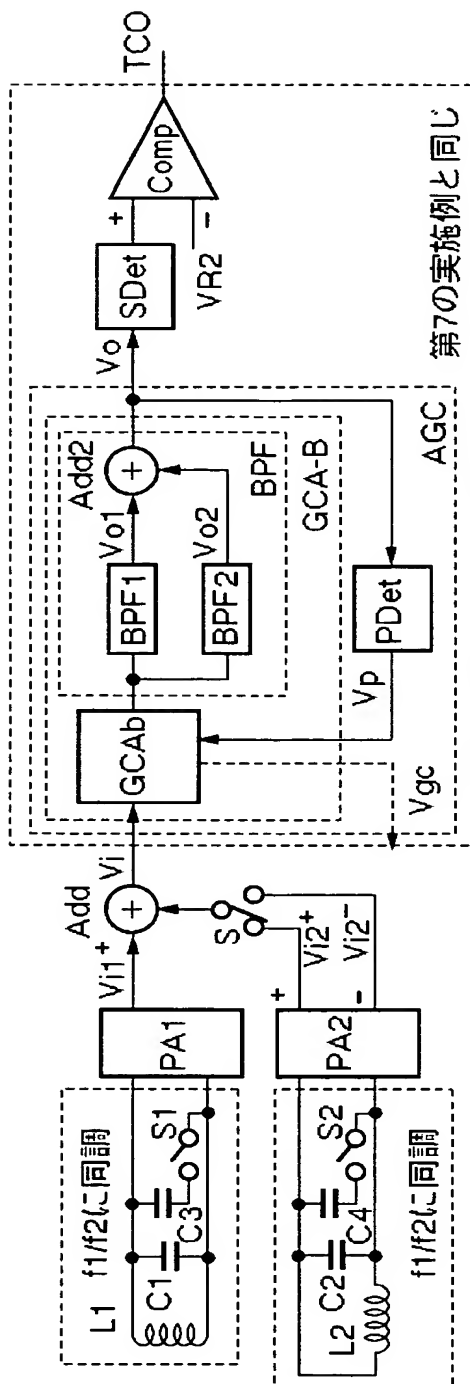 f1/f2に同調
L1
C1
C3
S1
PA1
Vi1+
Add
+
Vi
f1/f2に同調
L2
C2
C4
S2
PA2
+
-
Vi2+
Vi2-
S
GCAb
BPF1
BPF2
Vo1
Vo2
Add2
+
BPF
GCA-B
AGC
PDet
Vp
Vgc
Vo
SDet
+
-
VR2
Comp
TCO
第7の実施例と同じ